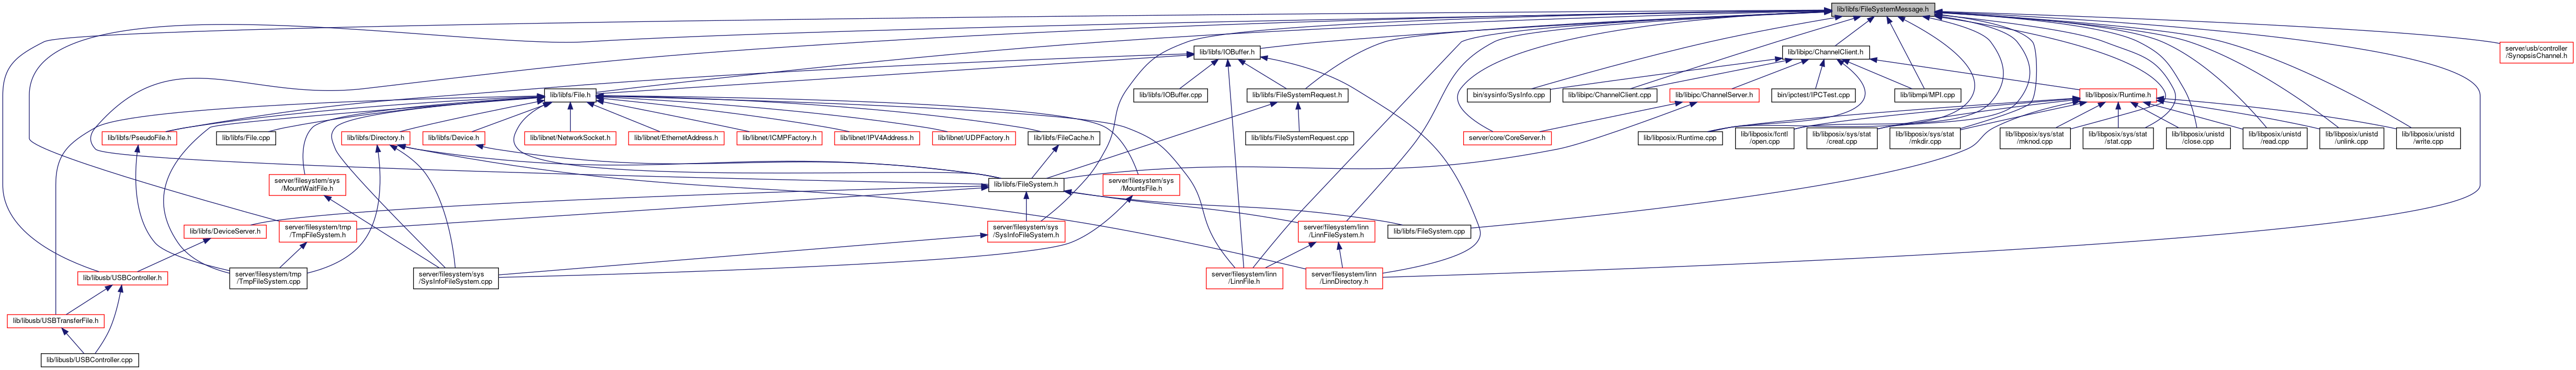 lib/libfs/FileSystemMessage.h
lib/libfs/IOBuffer.h
lib/libipc/ChannelClient.h
server/usb/controller
/SynopsisChannel.h
lib/libfs/File.h
lib/libfs/IOBuffer.cpp
lib/libfs/FileSystemRequest.h
bin/sysinfo/SysInfo.cpp
lib/libipc/ChannelClient.cpp
lib/libipc/ChannelServer.h
bin/ipctest/IPCTest.cpp
lib/libmpi/MPI.cpp
lib/libposix/Runtime.h
lib/libfs/PseudoFile.h
lib/libfs/File.cpp
lib/libfs/Directory.h
lib/libfs/Device.h
lib/libnet/NetworkSocket.h
lib/libnet/EthernetAddress.h
lib/libnet/ICMPFactory.h
lib/libnet/IPV4Address.h
lib/libnet/UDPFactory.h
lib/libfs/FileCache.h
lib/libfs/FileSystemRequest.cpp
server/core/CoreServer.h
lib/libposix/Runtime.cpp
lib/libposix/fcntl
/open.cpp
lib/libposix/sys/stat
/creat.cpp
lib/libposix/sys/stat
/mkdir.cpp
lib/libposix/sys/stat
/mknod.cpp
lib/libposix/sys/stat
/stat.cpp
lib/libposix/unistd
/close.cpp
lib/libposix/unistd
/read.cpp
lib/libposix/unistd
/unlink.cpp
lib/libposix/unistd
/write.cpp
server/filesystem/sys
/MountWaitFile.h
lib/libfs/FileSystem.h
server/filesystem/sys
/MountsFile.h
lib/libfs/DeviceServer.h
server/filesystem/tmp
/TmpFileSystem.h
server/filesystem/sys
/SysInfoFileSystem.h
server/filesystem/linn
/LinnFileSystem.h
lib/libfs/FileSystem.cpp
lib/libusb/USBController.h
server/filesystem/tmp
/TmpFileSystem.cpp
server/filesystem/sys
/SysInfoFileSystem.cpp
server/filesystem/linn
/LinnFile.h
server/filesystem/linn
/LinnDirectory.h
lib/libusb/USBTransferFile.h
lib/libusb/USBController.cpp